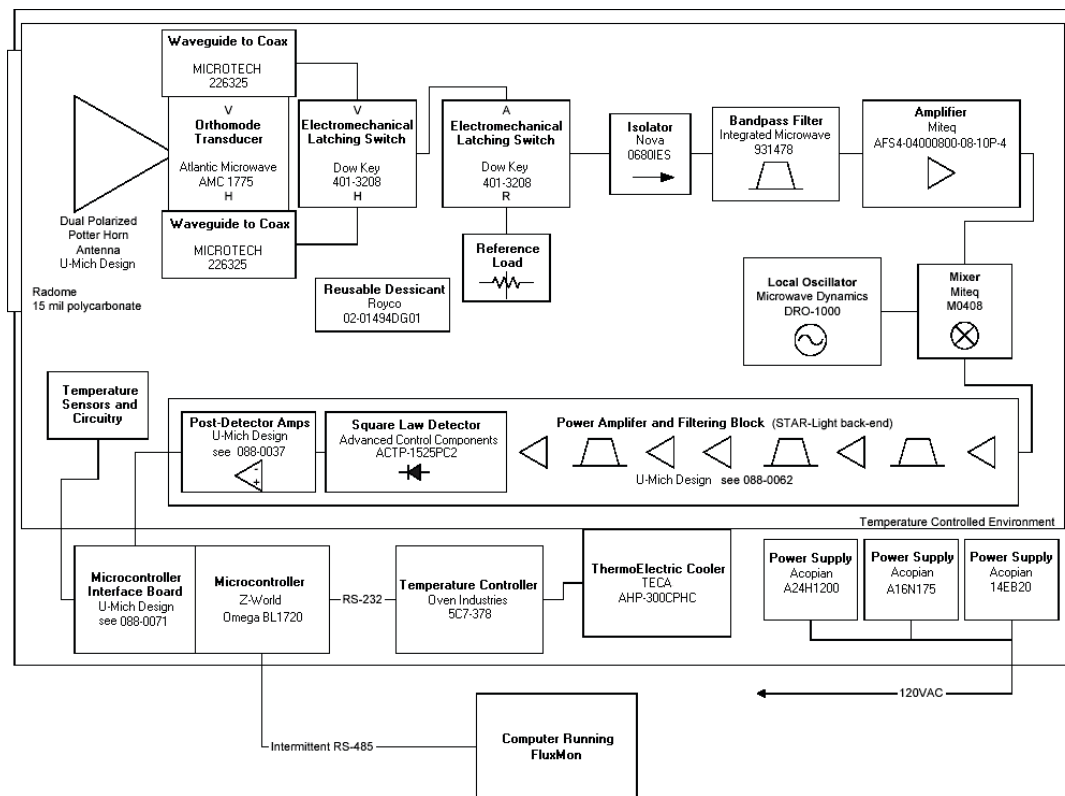 Waveguide to Coax
MICROTECH
226325
V
Orthomode
Transducer
Atlantic Microwave
AMC 1775
H
Waveguide to Coax
MICROTECH
226325
Dual Polarized
Potter Horn
Antenna
U-Mich Design
Radome
15 mil polycarbonate
V
Electromechanical
Latching Switch
Dow Key
401-3208
H
A
Electromechanical
Latching Switch
Dow Key
401-3208
R
Reference
Load
Reusable Dessicant
Royco
02-01494DG01
Isolator
Nova
0680IES
Bandpass Filter
Integrated Microwave
931478
Amplifier
Miteq
AFS4-04000800-08-10P-4
Local Oscillator
Microwave Dynamics
DRO-1000
Mixer
Miteq
M0408
Temperature
Sensors and
Circuitry
Post-Detector Amps
U-Mich Design
see 088-0037
-
+
Square Law Detector
Advanced Control Components
ACTP-1525PC2
Power Amplifer and Filtering Block (STAR-Light back-end)
U-Mich Design see 088-0062
Temperature Controlled Environment
Microcontroller
Interface Board
U-Mich Design
see 088-0071
Microcontroller
Z-World
Omega BL1720
RS-232
Temperature Controller
Oven Industries
5C7-378
ThermoElectric Cooler
TECA
AHP-300CPHC
Power Supply
Acopian
A24H1200
Power Supply
Acopian
A16N175
Power Supply
Acopian
14EB20
120VAC
Intermittent RS-485
Computer Running
FluxMon